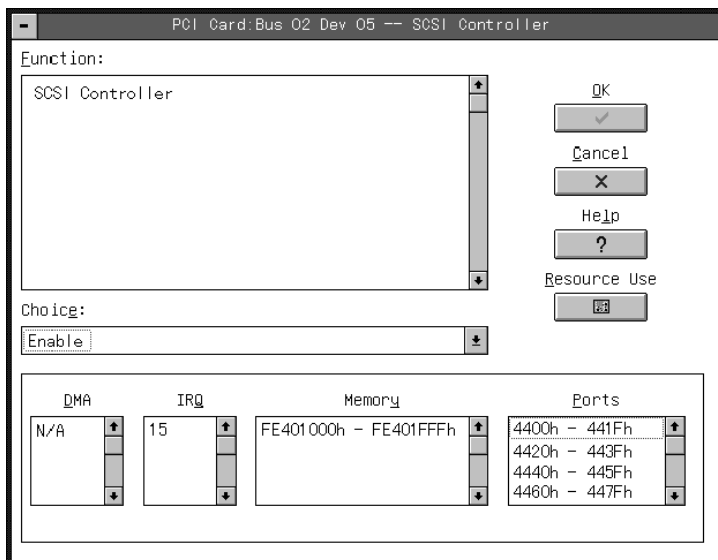 PCI Card:Bus 02 Dev 05 -- SCSI Controller
Function:
SCSI Controller
OK
Cancel
Help
?
Resource Use
Choice:
Enable
DMA
IRQ
Memory
Ports
N/A
15
FE401000h - FE401FFFh
4400h - 441Fh
4420h - 443Fh
4440h - 445Fh
4460h - 447Fh